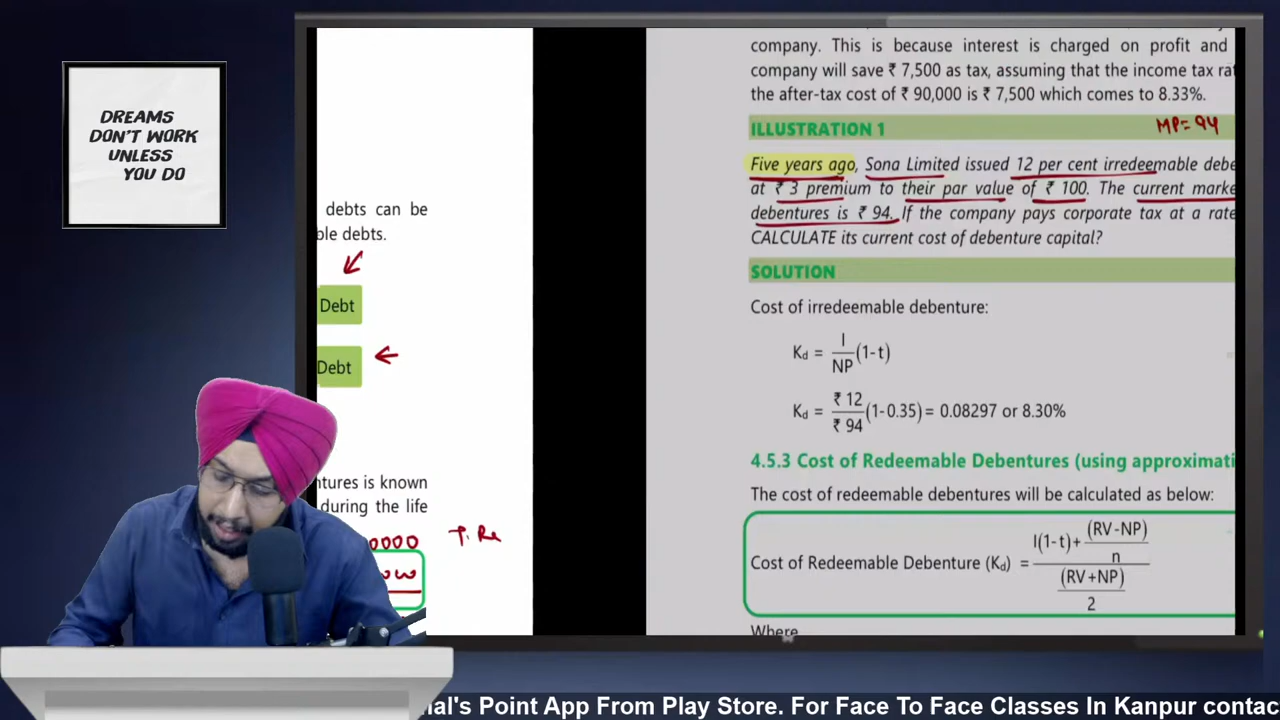 DREAMS
DON'T WORK
UNLESS
YOU DO
debts can be
ble debts.
Debt
Debt
ntures is known
during the life
0000
T. Re
company. This is because interest is charged on profit and
company will save ₹ 7,500 as tax, assuming that the income tax rat
the after-tax cost of ₹ 90,000 is ₹ 7,500 which comes to 8.33%.
MP= 94
ILLUSTRATION 1
Five years ago, Sona Limited issued 12 per cent irredeemable debe
at ₹ 3 premium to their par value of ₹ 100. The current marke
debentures is ₹ 94. If the company pays corporate tax at a rate
CALCULATE its current cost of debenture capital?
SOLUTION
Cost of irredeemable debenture:
Kd = I/NP (1-t)
Kd = ₹ 12/₹ 94 (1-0.35) = 0.08297 or 8.30%
4.5.3 Cost of Redeemable Debentures (using approximati
The cost of redeemable debentures will be calculated as below:
Cost of Redeemable Debenture (Kd) = I(1-t)+ (RV-NP)/n / (RV+NP)/2
Where
nal's Point App From Play Store. For Face To Face Classes In Kanpur contac